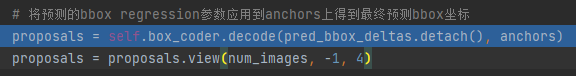 # 将预测的bbox regression参数应用到anchors上得到最终预测bbox坐标
proposals = self.box_coder.decode(pred_bbox_deltas.detach(), anchors)
proposals = proposals.view(num_images, -1, 4)